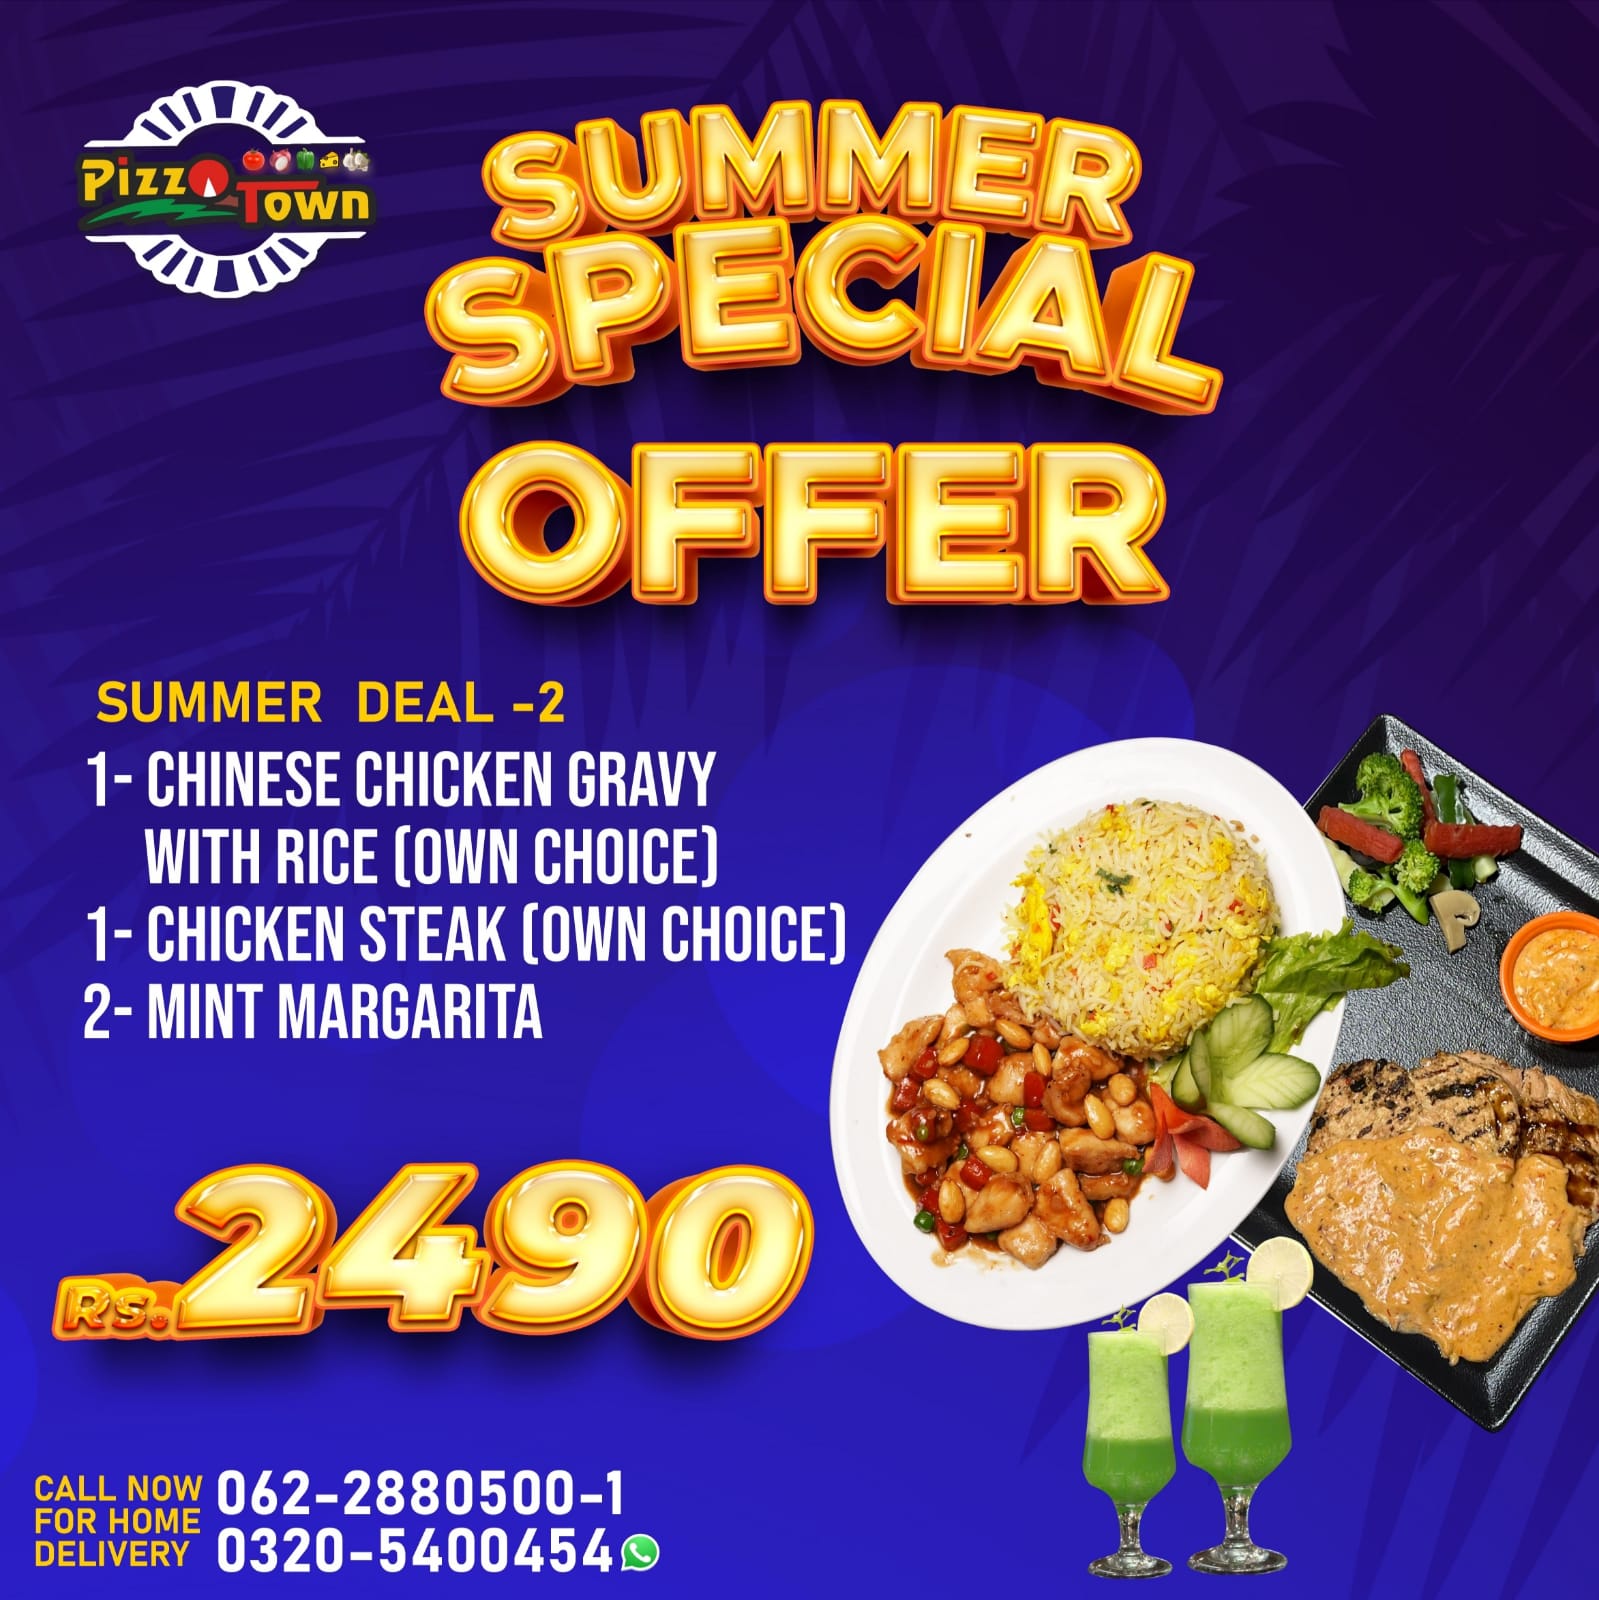 Pizzo Town
SUMMER
SPECIAL
OFFER
SUMMER DEAL -2
1- CHINESE CHICKEN GRAVY
WITH RICE (OWN CHOICE)
1- CHICKEN STEAK (OWN CHOICE)
2- MINT MARGARITA
Rs.2490
CALL NOW
FOR HOME
DELIVERY
062-2880500-1
0320-5400454